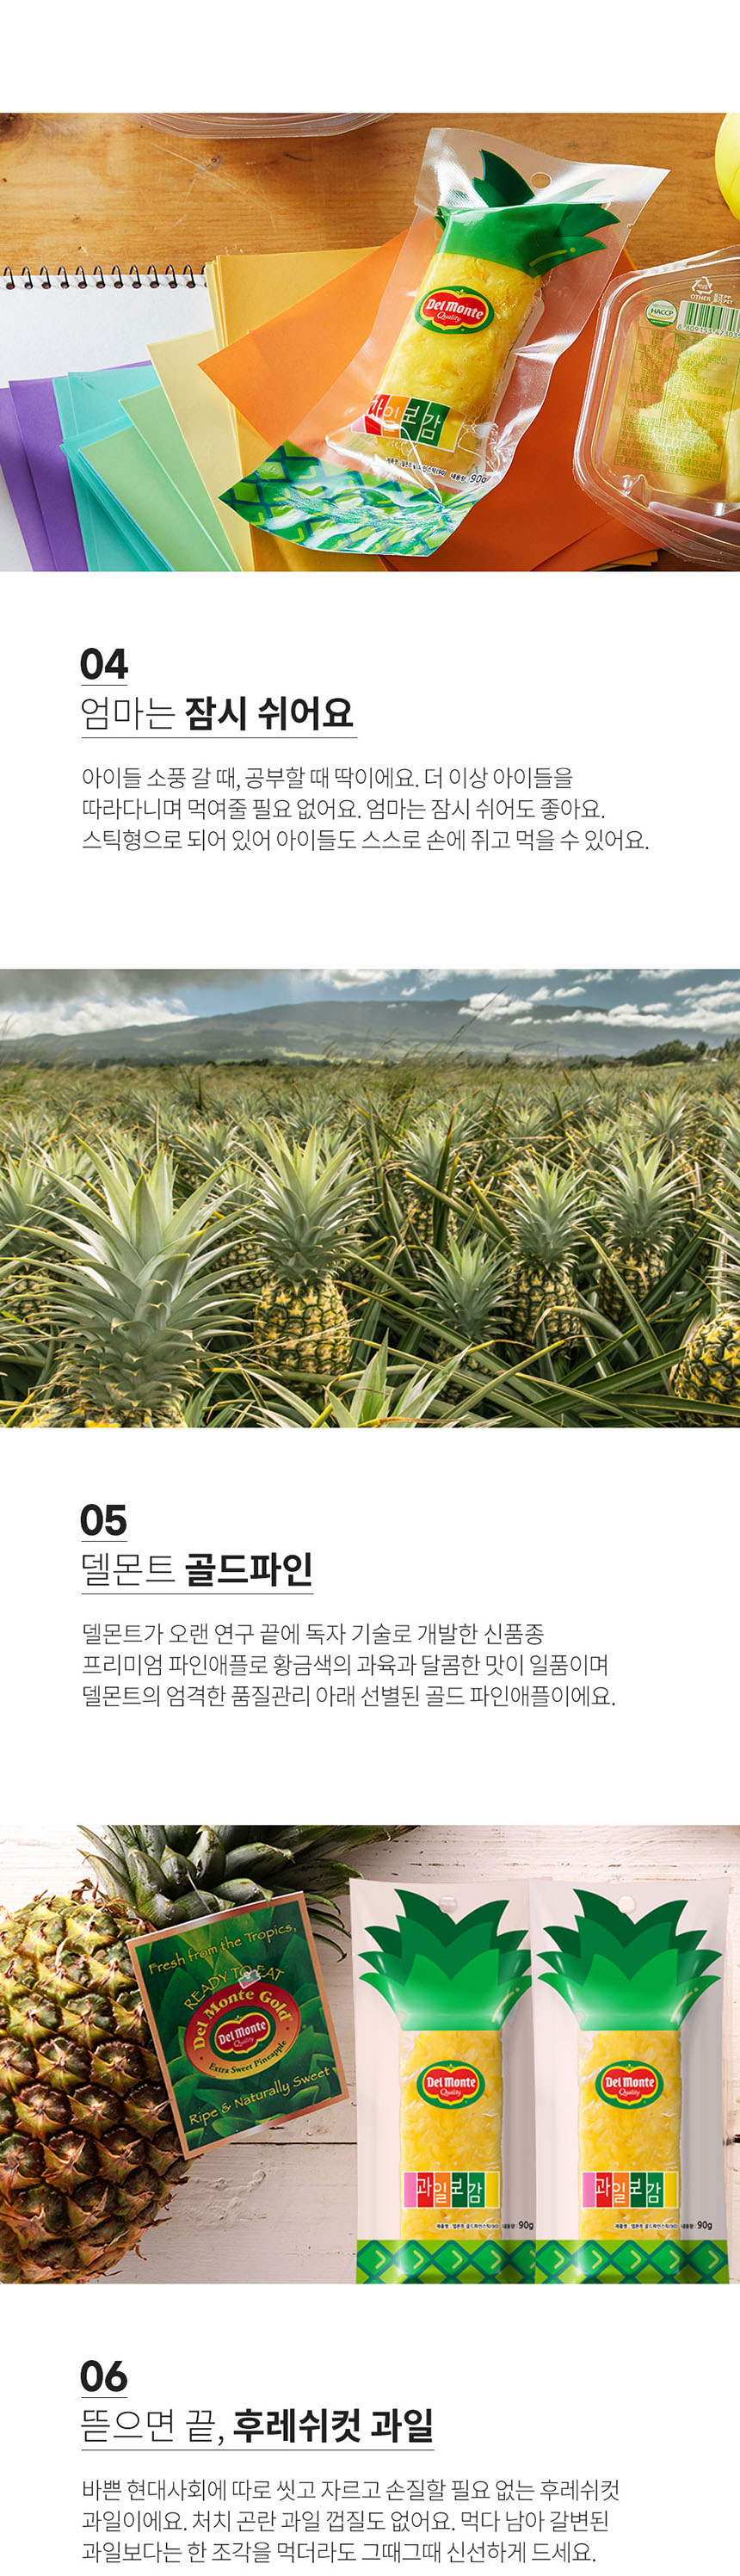 Del Monte
Quality
과일보감
90g
HACCP
OTHER
04
엄마는 잠시 쉬어요
아이들 소풍 갈 때, 공부할 때 딱이에요. 더 이상 아이들을
따라다니며 먹여줄 필요 없어요. 엄마는 잠시 쉬어도 좋아요.
스틱형으로 되어 있어 아이들도 스스로 손에 쥐고 먹을 수 있어요.
05
델몬트 골드파인
델몬트가 오랜 연구 끝에 독자 기술로 개발한 신품종
프리미엄 파인애플로 황금색의 과육과 달콤한 맛이 일품이며
델몬트의 엄격한 품질관리 아래 선별된 골드 파인애플이에요.
Fresh from the Tropics,
READY TO EAT
Del Monte Gold
Del Monte
Quality
Extra Sweet Pineapple
Ripe & Naturally Sweet
Del Monte
Quality
과일보감
90g
Del Monte
Quality
과일보감
90g
06
뜯으면 끝, 후레쉬컷 과일
바쁜 현대사회에 따로 씻고 자르고 손질할 필요 없는 후레쉬컷
과일이에요. 처치 곤란 과일 껍질도 없어요. 먹다 남아 갈변된
과일보다는 한 조각을 먹더라도 그때그때 신선하게 드세요.